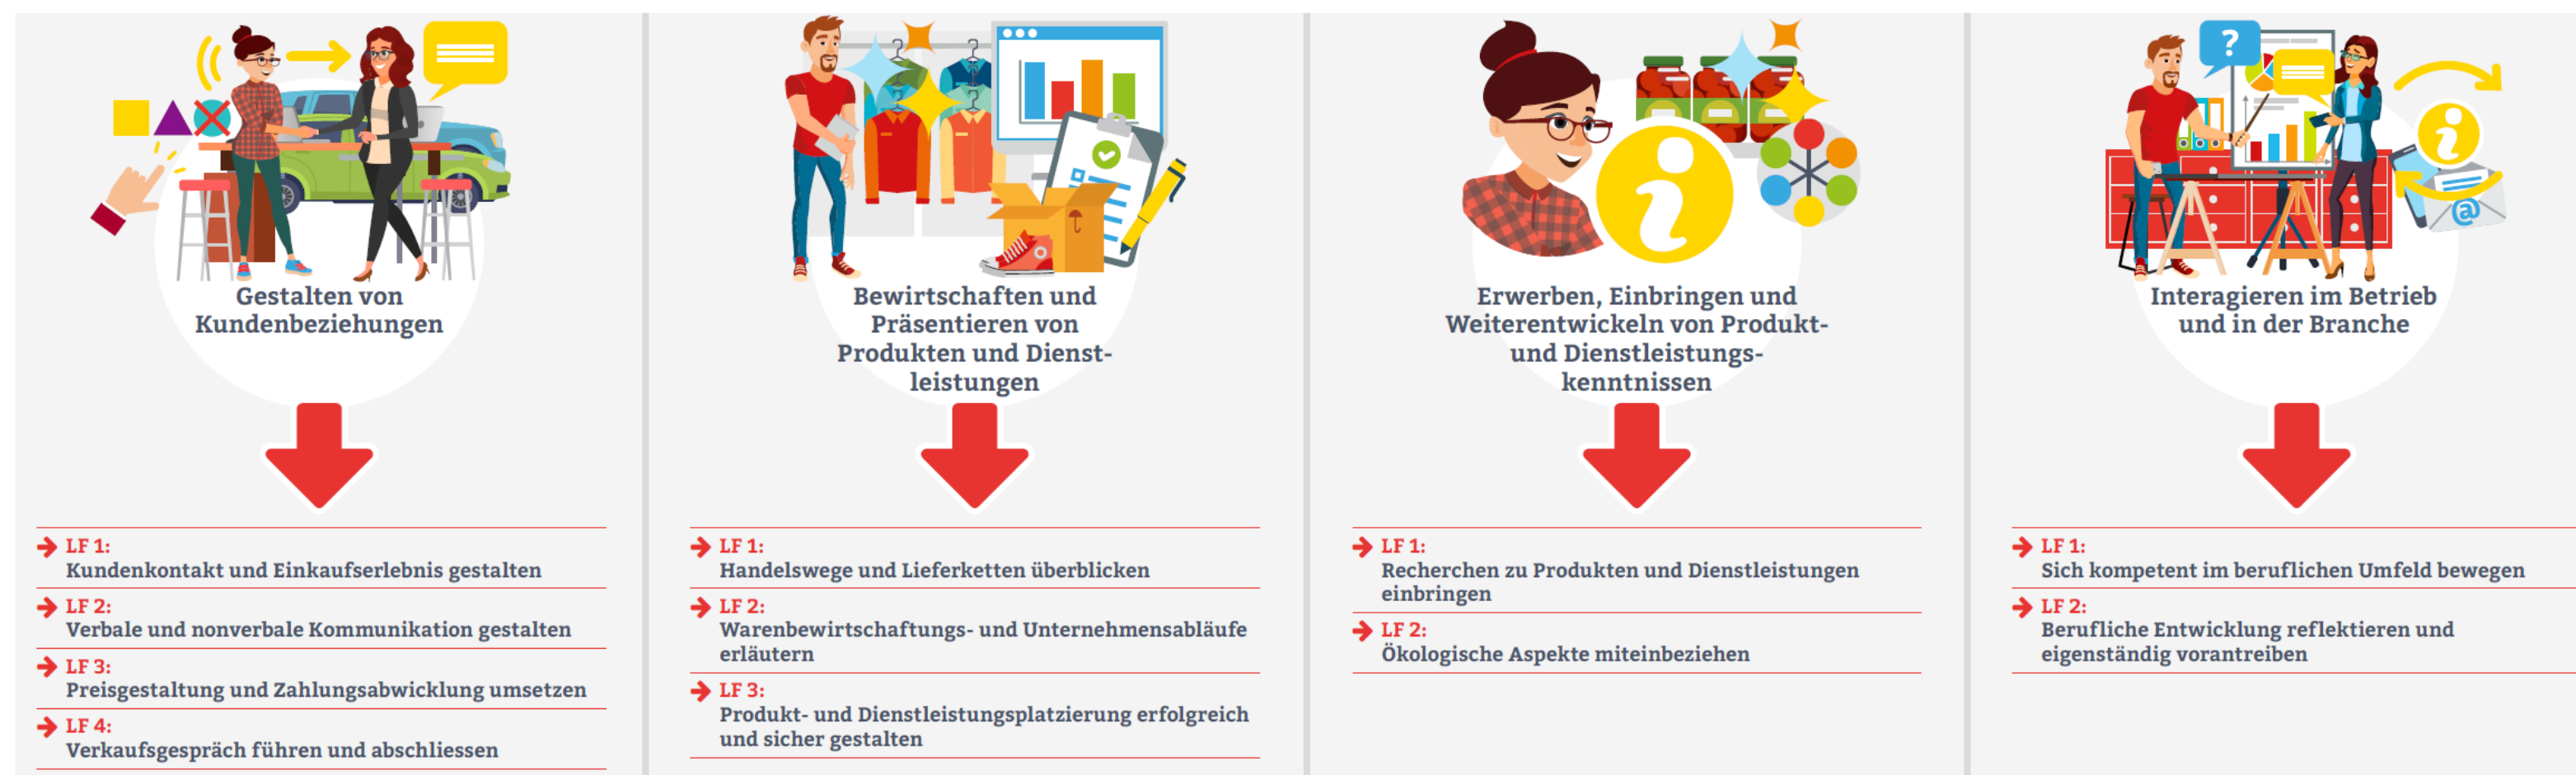 Gestalten von
Kundenbeziehungen
LF 1:
Kundenkontakt und Einkaufserlebnis gestalten
LF 2:
Verbale und nonverbale Kommunikation gestalten
LF 3:
Preisgestaltung und Zahlungsabwicklung umsetzen
LF 4:
Verkaufsgespräch führen und abschliessen
Bewirtschaften und
Präsentieren von
Produkten und Dienst-
leistungen
LF 1:
Handelswege und Lieferketten überblicken
LF 2:
Warenbewirtschaftungs- und Unternehmensabläufe
erläutern
LF 3:
Produkt- und Dienstleistungsplatzierung erfolgreich
und sicher gestalten
i
Erwerben, Einbringen und
Weiterentwickeln von Produkt-
und Dienstleistungs-
kenntnissen
LF 1:
Recherchen zu Produkten und Dienstleistungen
einbringen
LF 2:
Ökologische Aspekte miteinbeziehen
?
i
@
Interagieren im Betrieb
und in der Branche
LF 1:
Sich kompetent im beruflichen Umfeld bewegen
LF 2:
Berufliche Entwicklung reflektieren und
eigenständig vorantreiben